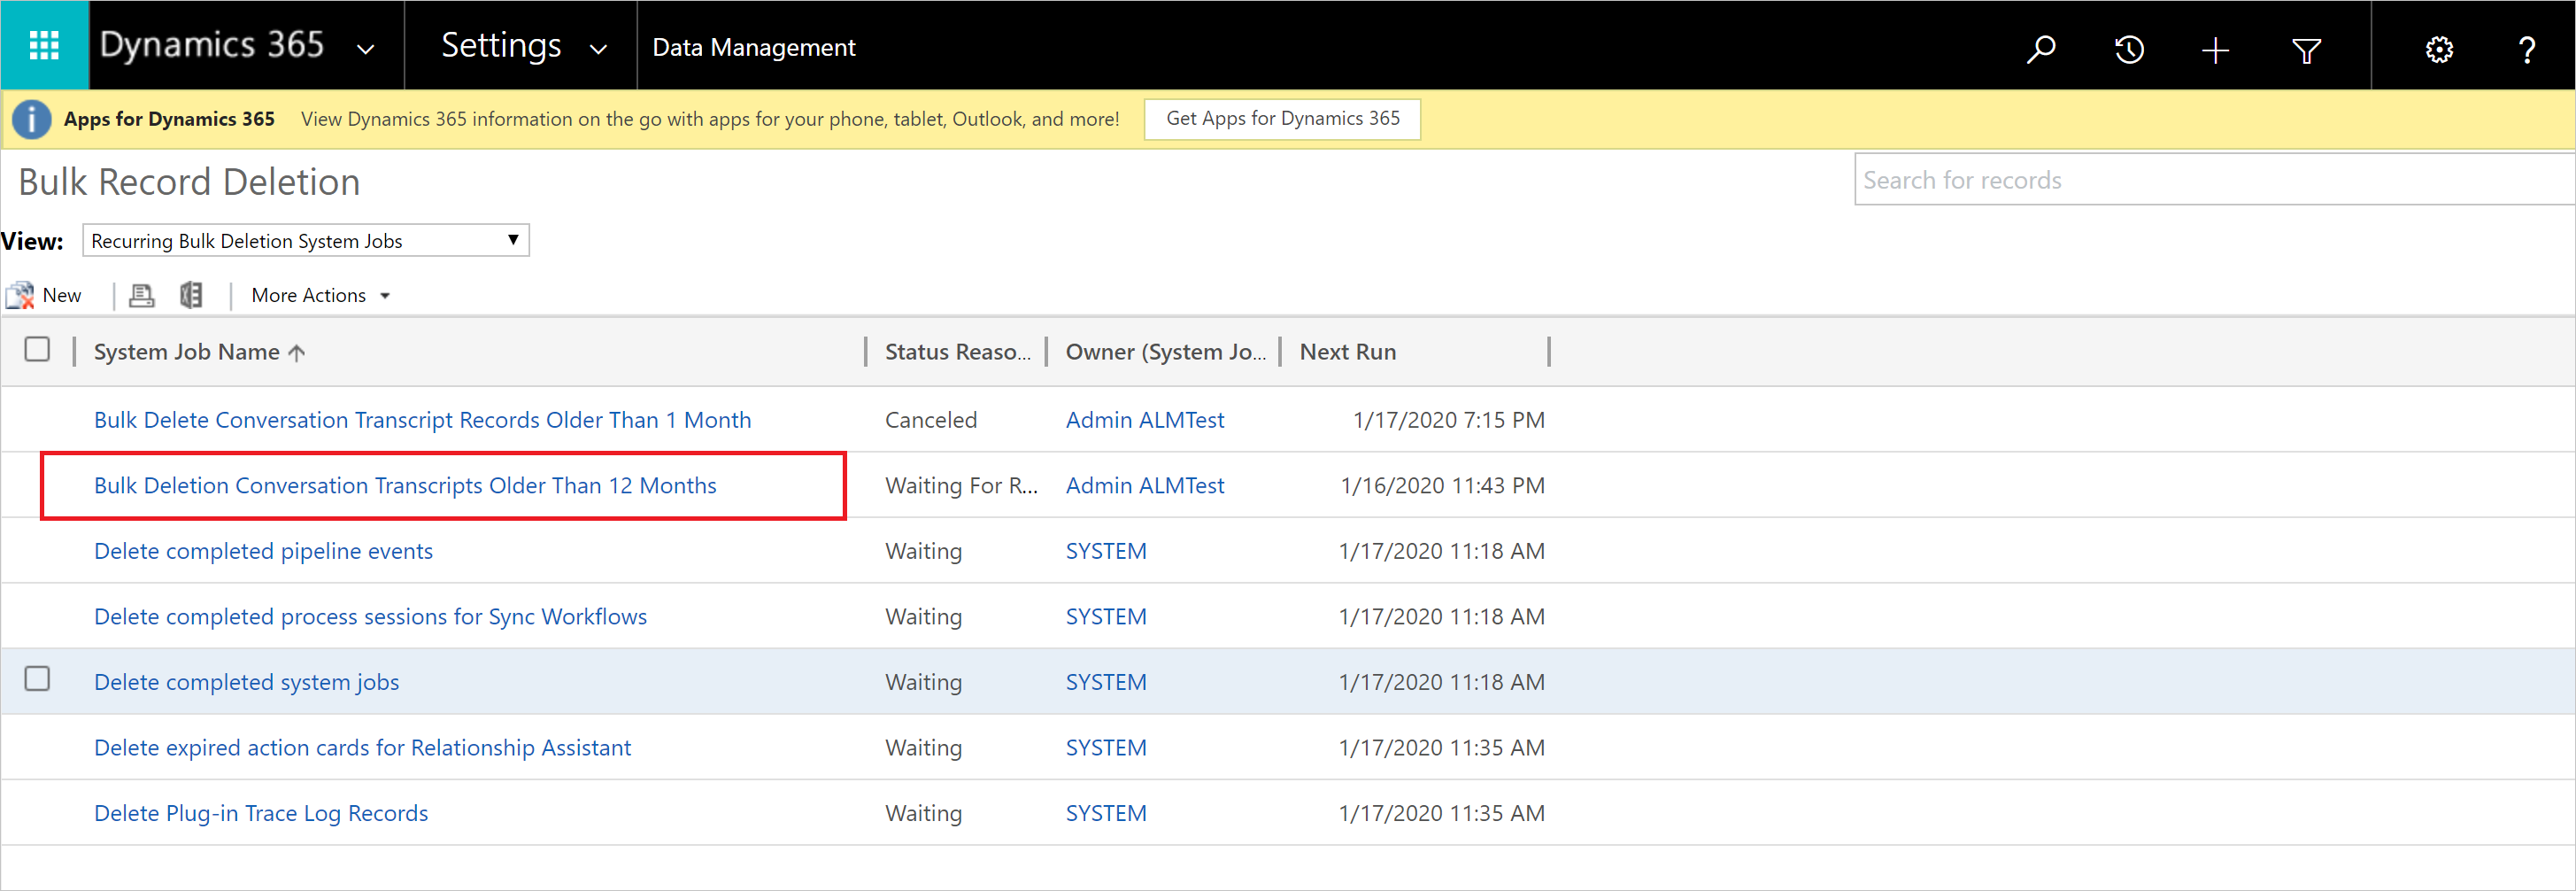 Dynamics 365 Settings Data Management ?
i Apps for Dynamics 365 View Dynamics 365 information on the go with apps for your phone, tablet, Outlook, and more! Get Apps for Dynamics 365
Bulk Record Deletion Search for records
View: Recurring Bulk Deletion System Jobs
New More Actions
System Job Name Status Reaso... Owner (System Jo... Next Run
Bulk Delete Conversation Transcript Records Older Than 1 Month Canceled Admin ALMTest 1/17/2020 7:15 PM
Bulk Deletion Conversation Transcripts Older Than 12 Months Waiting For R... Admin ALMTest 1/16/2020 11:43 PM
Delete completed pipeline events Waiting SYSTEM 1/17/2020 11:18 AM
Delete completed process sessions for Sync Workflows Waiting SYSTEM 1/17/2020 11:18 AM
Delete completed system jobs Waiting SYSTEM 1/17/2020 11:18 AM
Delete expired action cards for Relationship Assistant Waiting SYSTEM 1/17/2020 11:35 AM
Delete Plug-in Trace Log Records Waiting SYSTEM 1/17/2020 11:35 AM